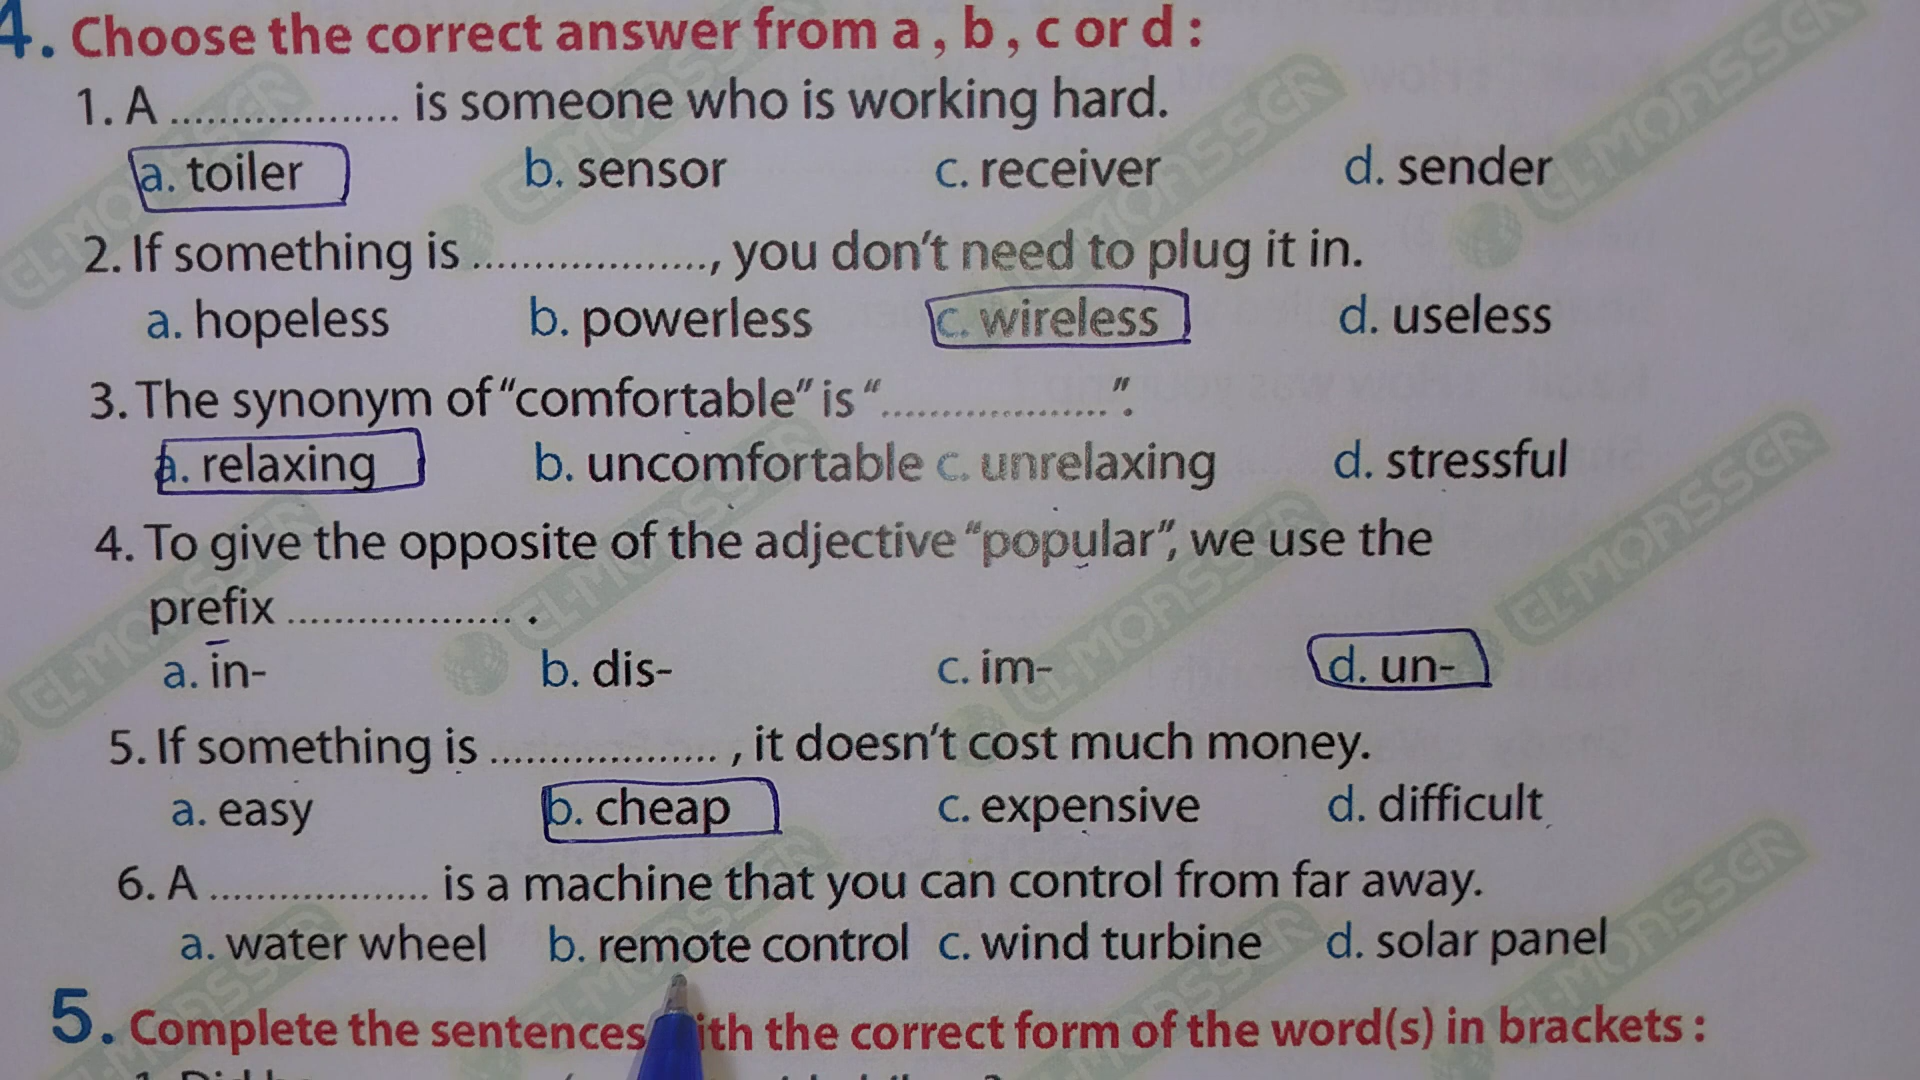 4. Choose the correct answer from a , b , c or d :
1. A .................. is someone who is working hard.
a. toiler b. sensor c. receiver d. sender
2. If something is ..................., you don't need to plug it in.
a. hopeless b. powerless c. wireless d. useless
3. The synonym of "comfortable" is "...................".
a. relaxing b. uncomfortable c. unrelaxing d. stressful
4. To give the opposite of the adjective "popular", we use the
prefix ................... .
a. in- b. dis- c. im- d. un-
5. If something is ................... , it doesn't cost much money.
a. easy b. cheap c. expensive d. difficult
6. A .................. is a machine that you can control from far away.
a. water wheel b. remote control c. wind turbine d. solar panel
5. Complete the sentences ith the correct form of the word(s) in brackets :
EL-MOASSER